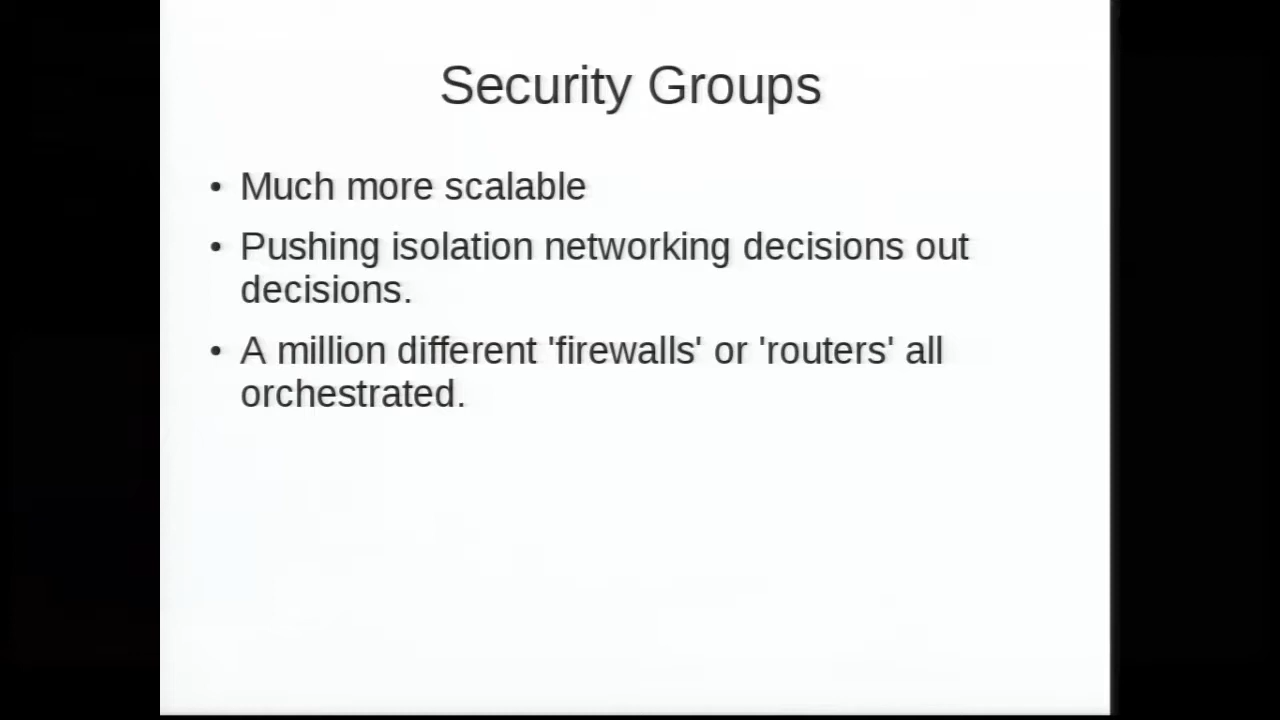 Security Groups
• Much more scalable
• Pushing isolation networking decisions out
decisions.
• A million different 'firewalls' or 'routers' all
orchestrated.